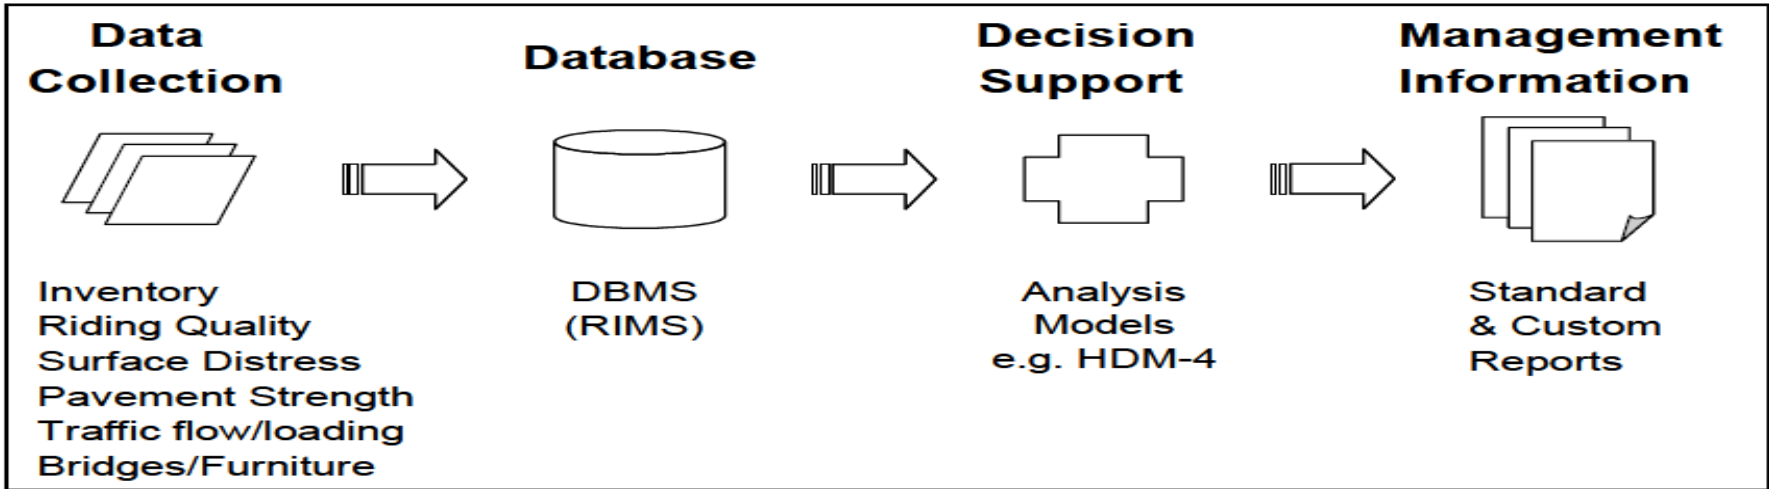 Data
Collection
Database
Decision
Support
Management
Information
Inventory
Riding Quality
Surface Distress
Pavement Strength
Traffic flow/loading
Bridges/Furniture
DBMS
(RIMS)
Analysis
Models
e.g. HDM-4
Standard
& Custom
Reports